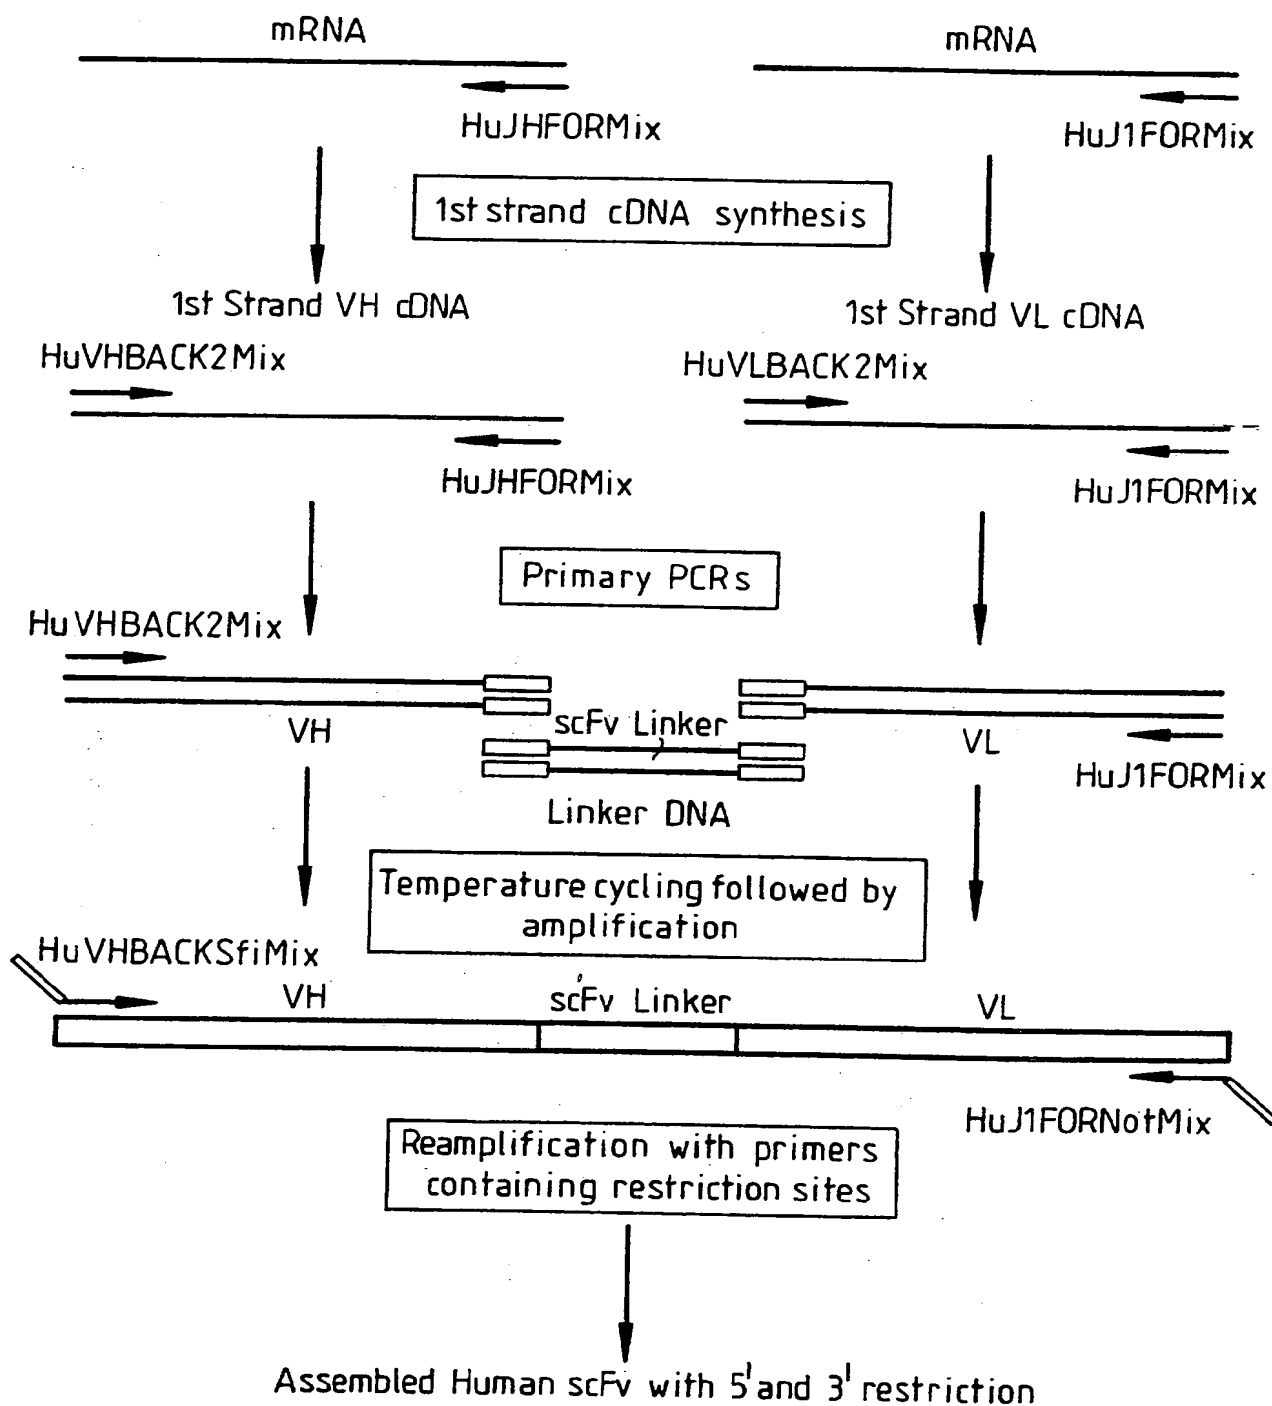 mRNA
mRNA
HuJHFORMix
HuJ1FORMix
1st strand cDNA synthesis
1st Strand VH cDNA
1st Strand VL cDNA
HuVHBACK2Mix
HuVLBACK2Mix
HuJHFORMix
HuJ1FORMix
Primary PCRs
HuVHBACK2Mix
VH
scFv Linker
VL
HuJ1FORMix
Linker DNA
Temperature cycling followed by
amplification
HuVHBACKSfiMix
VH
scFv Linker
VL
HuJ1FORNotMix
Reamplification with primers
containing restriction sites
Assembled Human scFv with 5' and 3' restriction